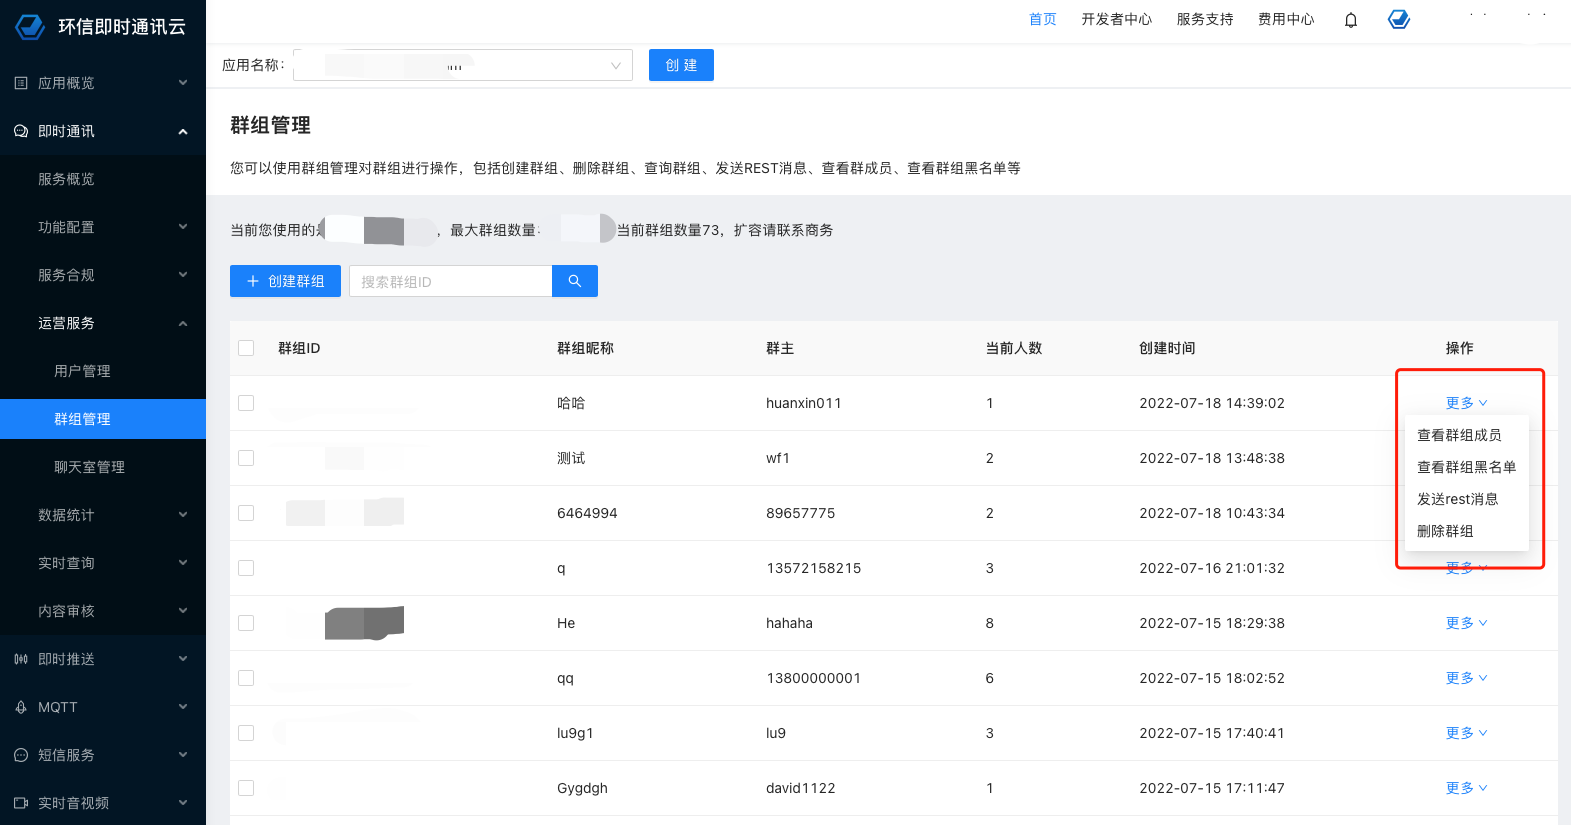 环信即时通讯云
首页 开发者中心 服务支持 费用中心
应用名称：
创 建
应用概览
即时通讯
服务概览
功能配置
服务合规
运营服务
用户管理
群组管理
聊天室管理
数据统计
实时查询
内容审核
即时推送
MQTT
短信服务
实时音视频
群组管理
您可以使用群组管理对群组进行操作，包括创建群组、删除群组、查询群组、发送REST消息、查看群成员、查看群组黑名单等
当前您使用的是 ，最大群组数量 当前群组数量73，扩容请联系商务
创建群组 搜索群组ID
群组ID 群组昵称 群主 当前人数 创建时间 操作
哈哈 huanxin011 1 2022-07-18 14:39:02 更多
测试 wf1 2 2022-07-18 13:48:38
6464994 89657775 2 2022-07-18 10:43:34
q 13572158215 3 2022-07-16 21:01:32 更多
He hahaha 8 2022-07-15 18:29:38 更多
qq 13800000001 6 2022-07-15 18:02:52 更多
lu9g1 lu9 3 2022-07-15 17:40:41 更多
Gygdgh david1122 1 2022-07-15 17:11:47 更多
查看群组成员
查看群组黑名单
发送rest消息
删除群组